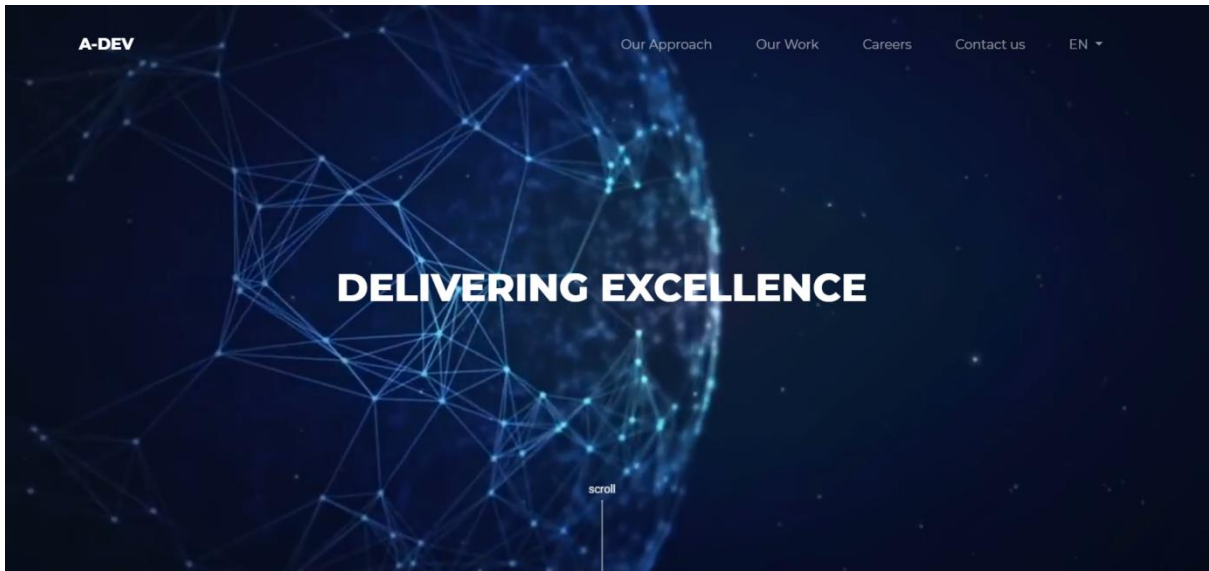 A-DEV
Our Approach Our Work Careers Contact us EN
DELIVERING EXCELLENCE
scroll